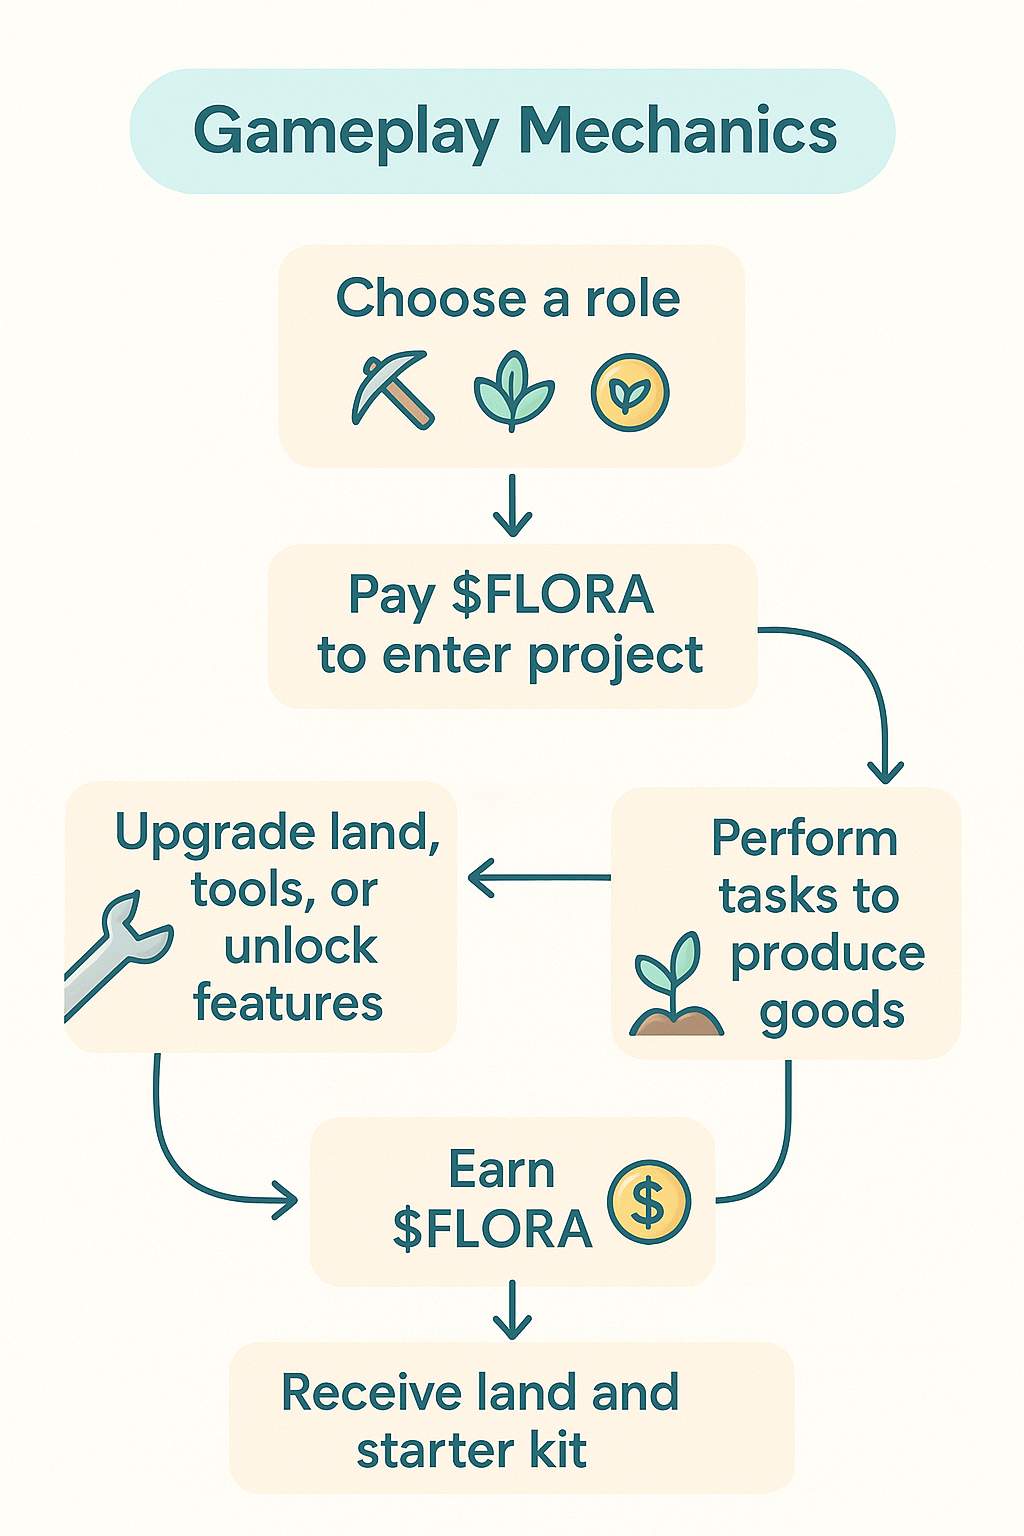 Gameplay Mechanics
Choose a role
Pay $FLORA
to enter project
Upgrade land,
tools, or
unlock
features
Perform
tasks to
produce
goods
Earn
$FLORA
$
Receive land and
starter kit